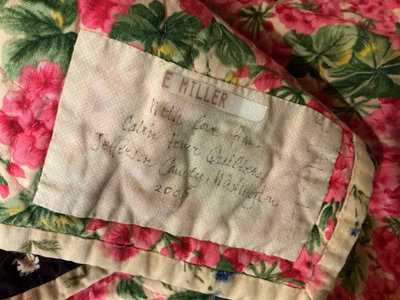 E MILLER
With love from
Cabin Fever Quilters
Jefferson County, Washington
2005